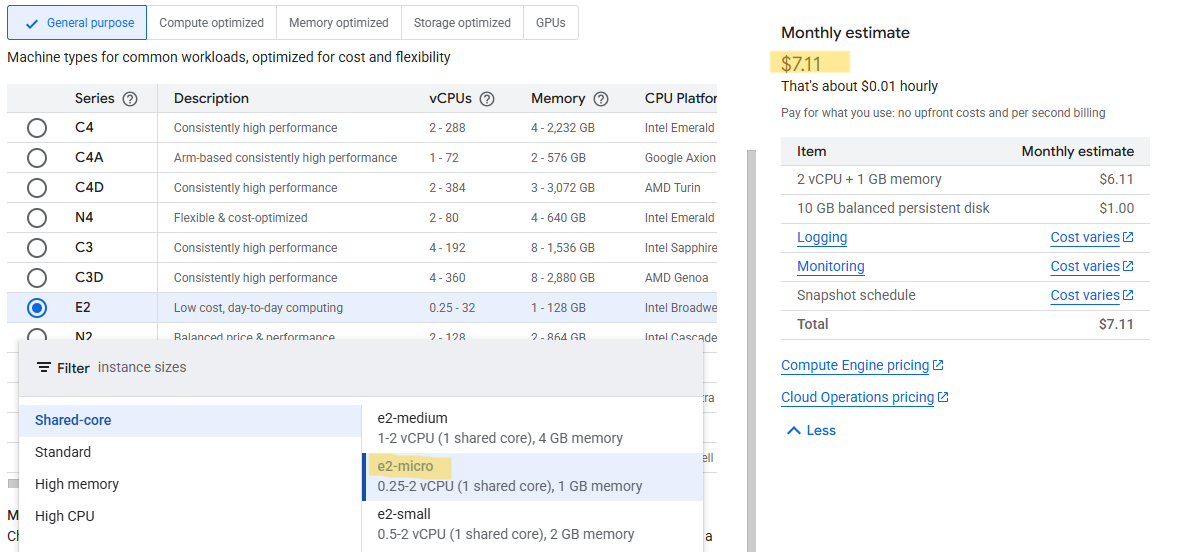 General purpose
Compute optimized
Memory optimized
Storage optimized
GPUs
Machine types for common workloads, optimized for cost and flexibility
Series Description vCPUs Memory CPU Platfor
C4 Consistently high performance 2 - 288 4 - 2,232 GB Intel Emerald
C4A Arm-based consistently high performance 1 - 72 2 - 576 GB Google Axion
C4D Consistently high performance 2 - 384 3 - 3,072 GB AMD Turin
N4 Flexible & cost-optimized 2 - 80 4 - 640 GB Intel Emerald
C3 Consistently high performance 4 - 192 8 - 1,536 GB Intel Sapphire
C3D Consistently high performance 4 - 360 8 - 2,880 GB AMD Genoa
E2 Low cost, day-to-day computing 0.25 - 32 1 - 128 GB Intel Broadwe
N2 Balanced price & performance 2 - 128 2 - 864 GB Intel Cascade
Filter instance sizes
Shared-core
Standard
High memory
High CPU
e2-medium
1-2 vCPU (1 shared core), 4 GB memory
e2-micro
0.25-2 vCPU (1 shared core), 1 GB memory
e2-small
0.5-2 vCPU (1 shared core), 2 GB memory
Monthly estimate
$7.11
That's about $0.01 hourly
Pay for what you use: no upfront costs and per second billing
Item Monthly estimate
2 vCPU + 1 GB memory $6.11
10 GB balanced persistent disk $1.00
Logging Cost varies
Monitoring Cost varies
Snapshot schedule Cost varies
Total $7.11
Compute Engine pricing
Cloud Operations pricing
Less